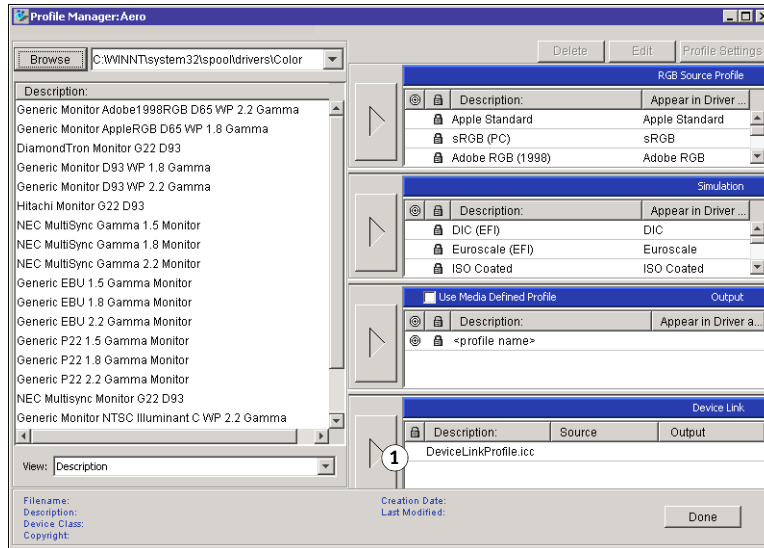 Profile Manager:Aero
Browse C:\WINNT\system32\spool\drivers\Color
Delete Edit Profile Settings
Description:
Generic Monitor Adobe1998RGB D65 WP 2.2 Gamma
Generic Monitor AppleRGB D65 WP 1.8 Gamma
DiamondTron Monitor G22 D93
Generic Monitor D93 WP 1.8 Gamma
Generic Monitor D93 WP 2.2 Gamma
Hitachi Monitor G22 D93
NEC MultiSync Gamma 1.5 Monitor
NEC MultiSync Gamma 1.8 Monitor
NEC MultiSync Gamma 2.2 Monitor
Generic EBU 1.5 Gamma Monitor
Generic EBU 1.8 Gamma Monitor
Generic EBU 2.2 Gamma Monitor
Generic P22 1.5 Gamma Monitor
Generic P22 1.8 Gamma Monitor
Generic P22 2.2 Gamma Monitor
NEC Multisync Monitor G22 D93
Generic Monitor NTSC Illuminant C WP 2.2 Gamma
View: Description
RGB Source Profile
Description: Appear in Driver ...
Apple Standard Apple Standard
sRGB (PC) sRGB
Adobe RGB (1998) Adobe RGB
Simulation
Description: Appear in Driver ...
DIC (EFI) DIC
Euroscale (EFI) Euroscale
ISO Coated ISO Coated
Use Media Defined Profile Output
Description: Appear in Driver a...
<profile name>
Device Link
Description: Source Output
DeviceLinkProfile.icc
1
Filename:
Description:
Device Class:
Copyright:
Creation Date:
Last Modified:
Done